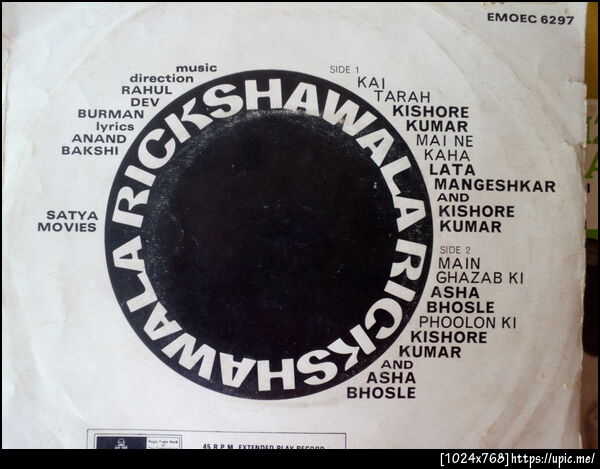 EMOEC 6297
music
direction
RAHUL
DEV
BURMAN
lyrics
ANAND
BAKSHI
SATYA
MOVIES
RICKSHAWALA RICKSHAWALA
SIDE 1
KAI
TARAH
KISHORE
KUMAR
MAI NE
KAHA
LATA
MANGESHKAR
AND
KISHORE
KUMAR
SIDE 2
MAIN
GHAZAB KI
ASHA
BHOSLE
PHOOLON KI
KISHORE
KUMAR
AND
ASHA
BHOSLE
45 R.P.M. EXTENDED PLAY RECORD
[1024x768]https://upic.me/